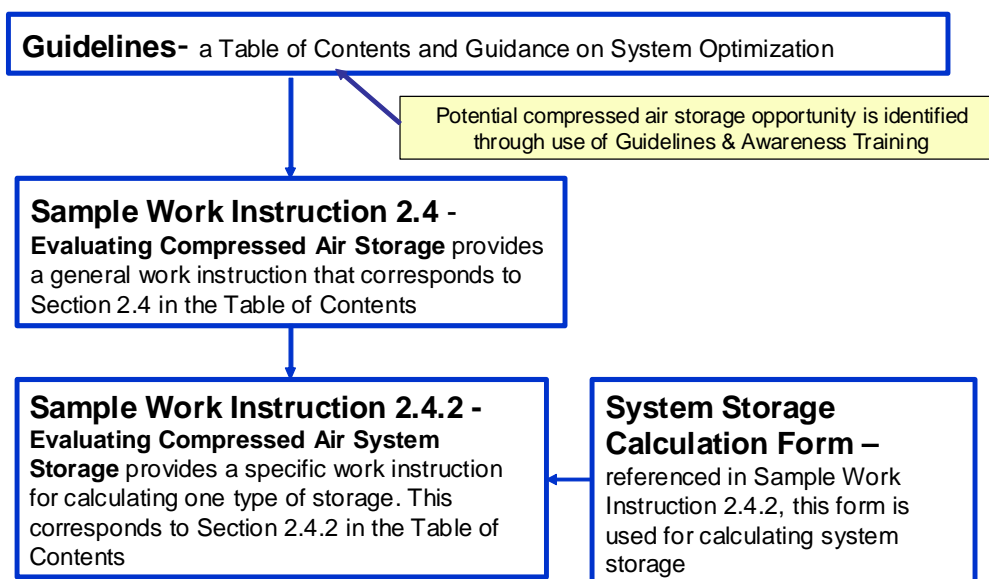 Guidelines- a Table of Contents and Guidance on System Optimization
Potential compressed air storage opportunity is identified
through use of Guidelines & Awareness Training
Sample Work Instruction 2.4 -
Evaluating Compressed Air Storage provides
a general work instruction that corresponds to
Section 2.4 in the Table of Contents
Sample Work Instruction 2.4.2 -
Evaluating Compressed Air System
Storage provides a specific work instruction
for calculating one type of storage. This
corresponds to Section 2.4.2 in the Table of
Contents
System Storage
Calculation Form –
referenced in Sample Work
Instruction 2.4.2, this form is
used for calculating system
storage